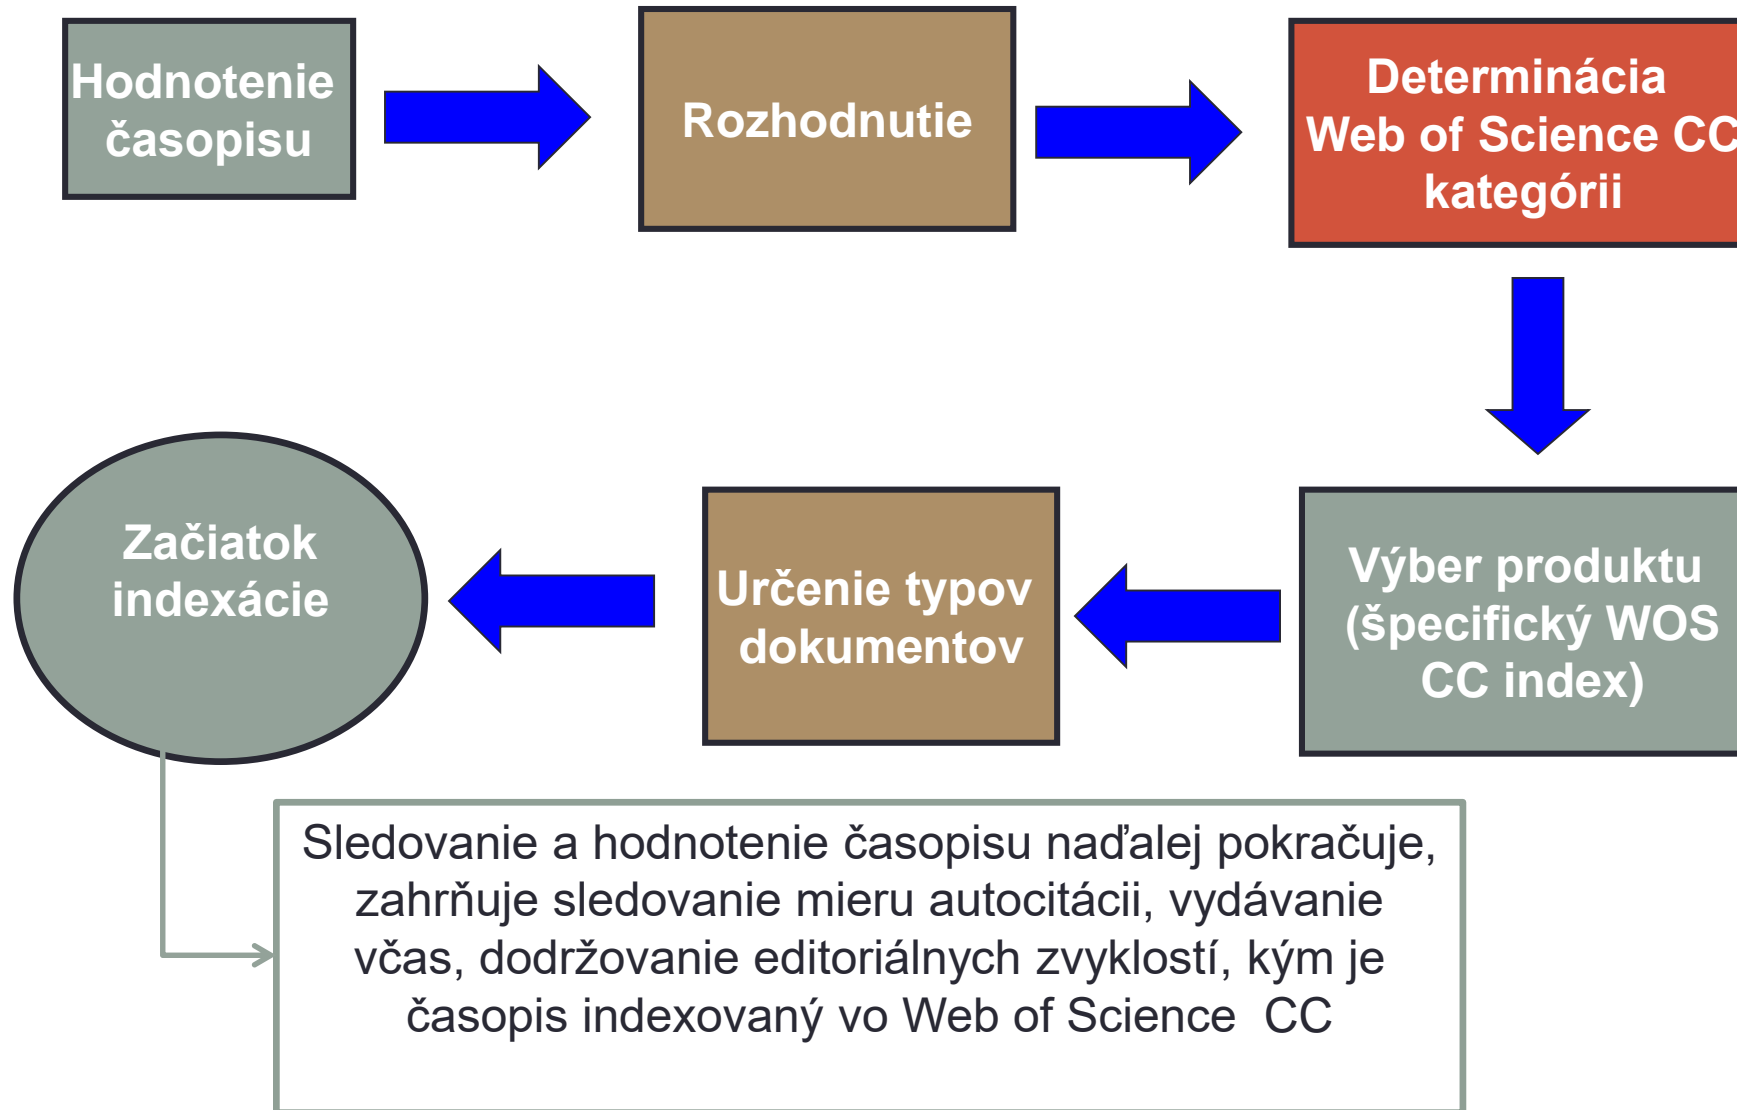 Hodnotenie
časopisu
Rozhodnutie
Determinácia
Web of Science CC
kategórii
Výber produktu
(špecifický WOS
CC index)
Určenie typov
dokumentov
Začiatok
indexácie
Sledovanie a hodnotenie časopisu naďalej pokračuje,
zahrňuje sledovanie mieru autocitácii, vydávanie
včas, dodržovanie editoriálnych zvyklostí, kým je
časopis indexovaný vo Web of Science CC